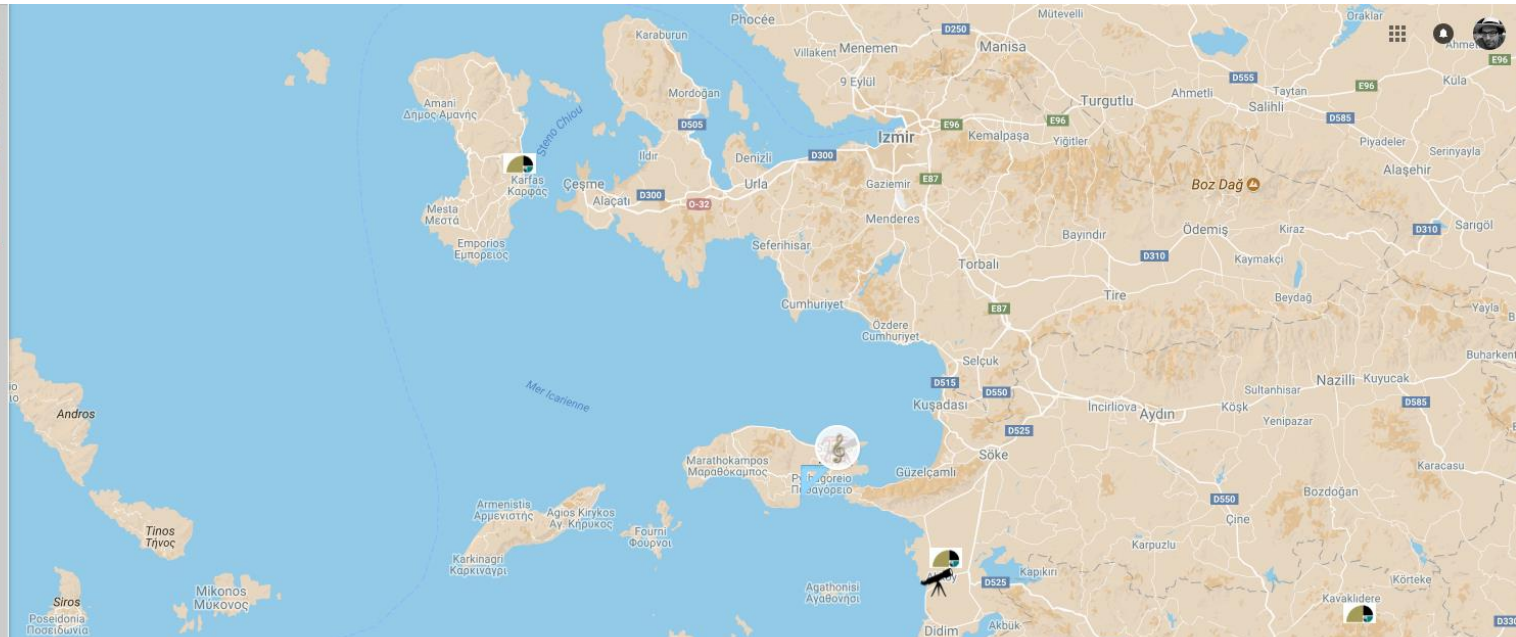 Phocée
Mütevelli
Oraklar
D250
Karaburun
Villakent
Menemen
Manisa
E96
9 Eylül
D555
Taytan
Kula
Amani
Δήμος Αμανής
Mordoğan
Turgutlu
Ahmetli
Salihli
E96
Steno Chiou
D505
E96
E96
D585
Izmir
Kemalpaşa
Yiğitler
Piyadeler
Serinyayla
Ildır
Denizli
D300
Alaşehir
Karfas
Καρφάς
Çeşme
Urla
Gaziemir
E87
Boz Dağ
Alaçatı
D300
O-32
Mesta
Μεστά
Menderes
Bayındır
Ödemiş
Kiraz
D310
Sarıgöl
Emporios
Εμπορειός
Seferihisar
D310
Kaymakçı
Torbalı
Tire
Beydağ
Cumhuriyet
E87
Yayla
Özdere
Cumhuriyet
Selçuk
Buharkent
Mer Icarienne
D515
D550
Sultanhisar
Nazilli
Kuyucak
Andros
Kuşadası
İncirliova
Aydın
Köşk
D585
Yenipazar
D525
Söke
Marathokampos
Μαραθόκαμπος
Güzelçamlı
Karacasu
Armenistis
Αρμενιστής
Agios Kirykos
Αγ. Κήρυκος
D550
Bozdoğan
Çine
Tinos
Τήνος
Fourni
Φούρνοι
Karpuzlu
Karkinagri
Καρκινάγρι
Kapıkırı
D525
Siros
Mikonos
Μύκονος
Agathonisi
Αγαθονήσι
Körteke
Kavaklıdere
Poseidonia
Ποσειδωνία
Didim
Akbük
D330